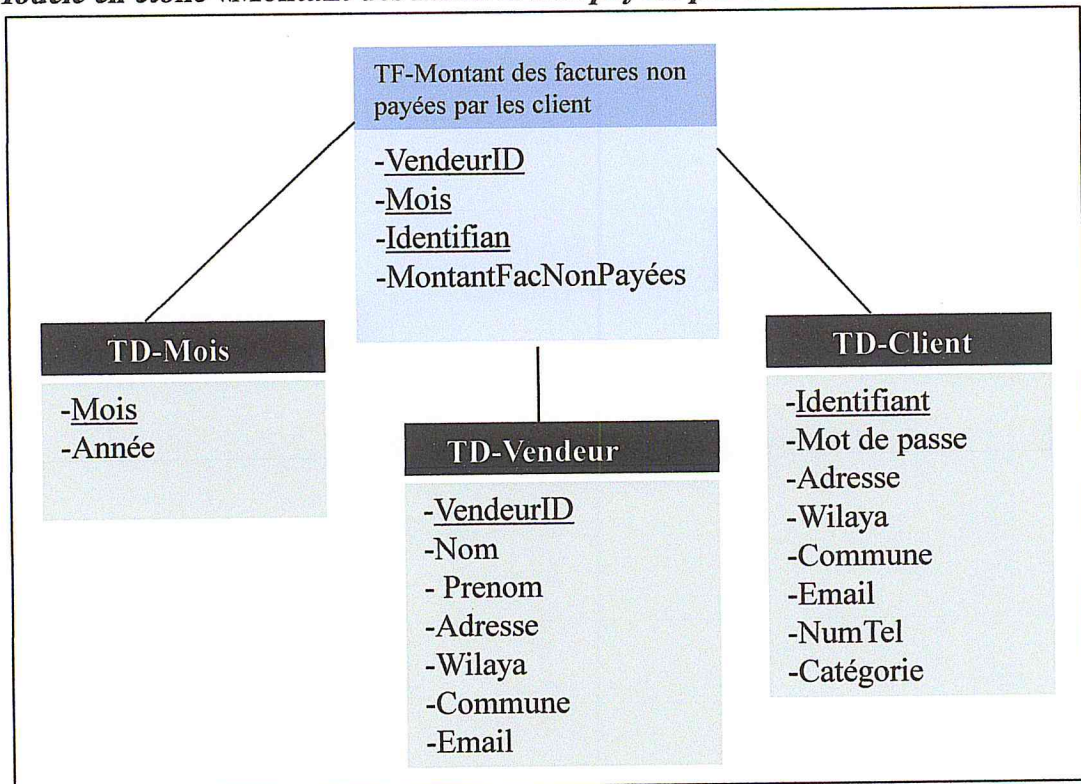 TF-Montant des factures non
payées par les client
-VendeurID
-Mois
-Identifian
-MontantFacNonPayées
TD-Mois
-Mois
-Année
TD-Vendeur
-VendeurID
-Nom
- Prenom
-Adresse
-Wilaya
-Commune
-Email
TD-Client
-Identifiant
-Mot de passe
-Adresse
-Wilaya
-Commune
-Email
-NumTel
-Catégorie